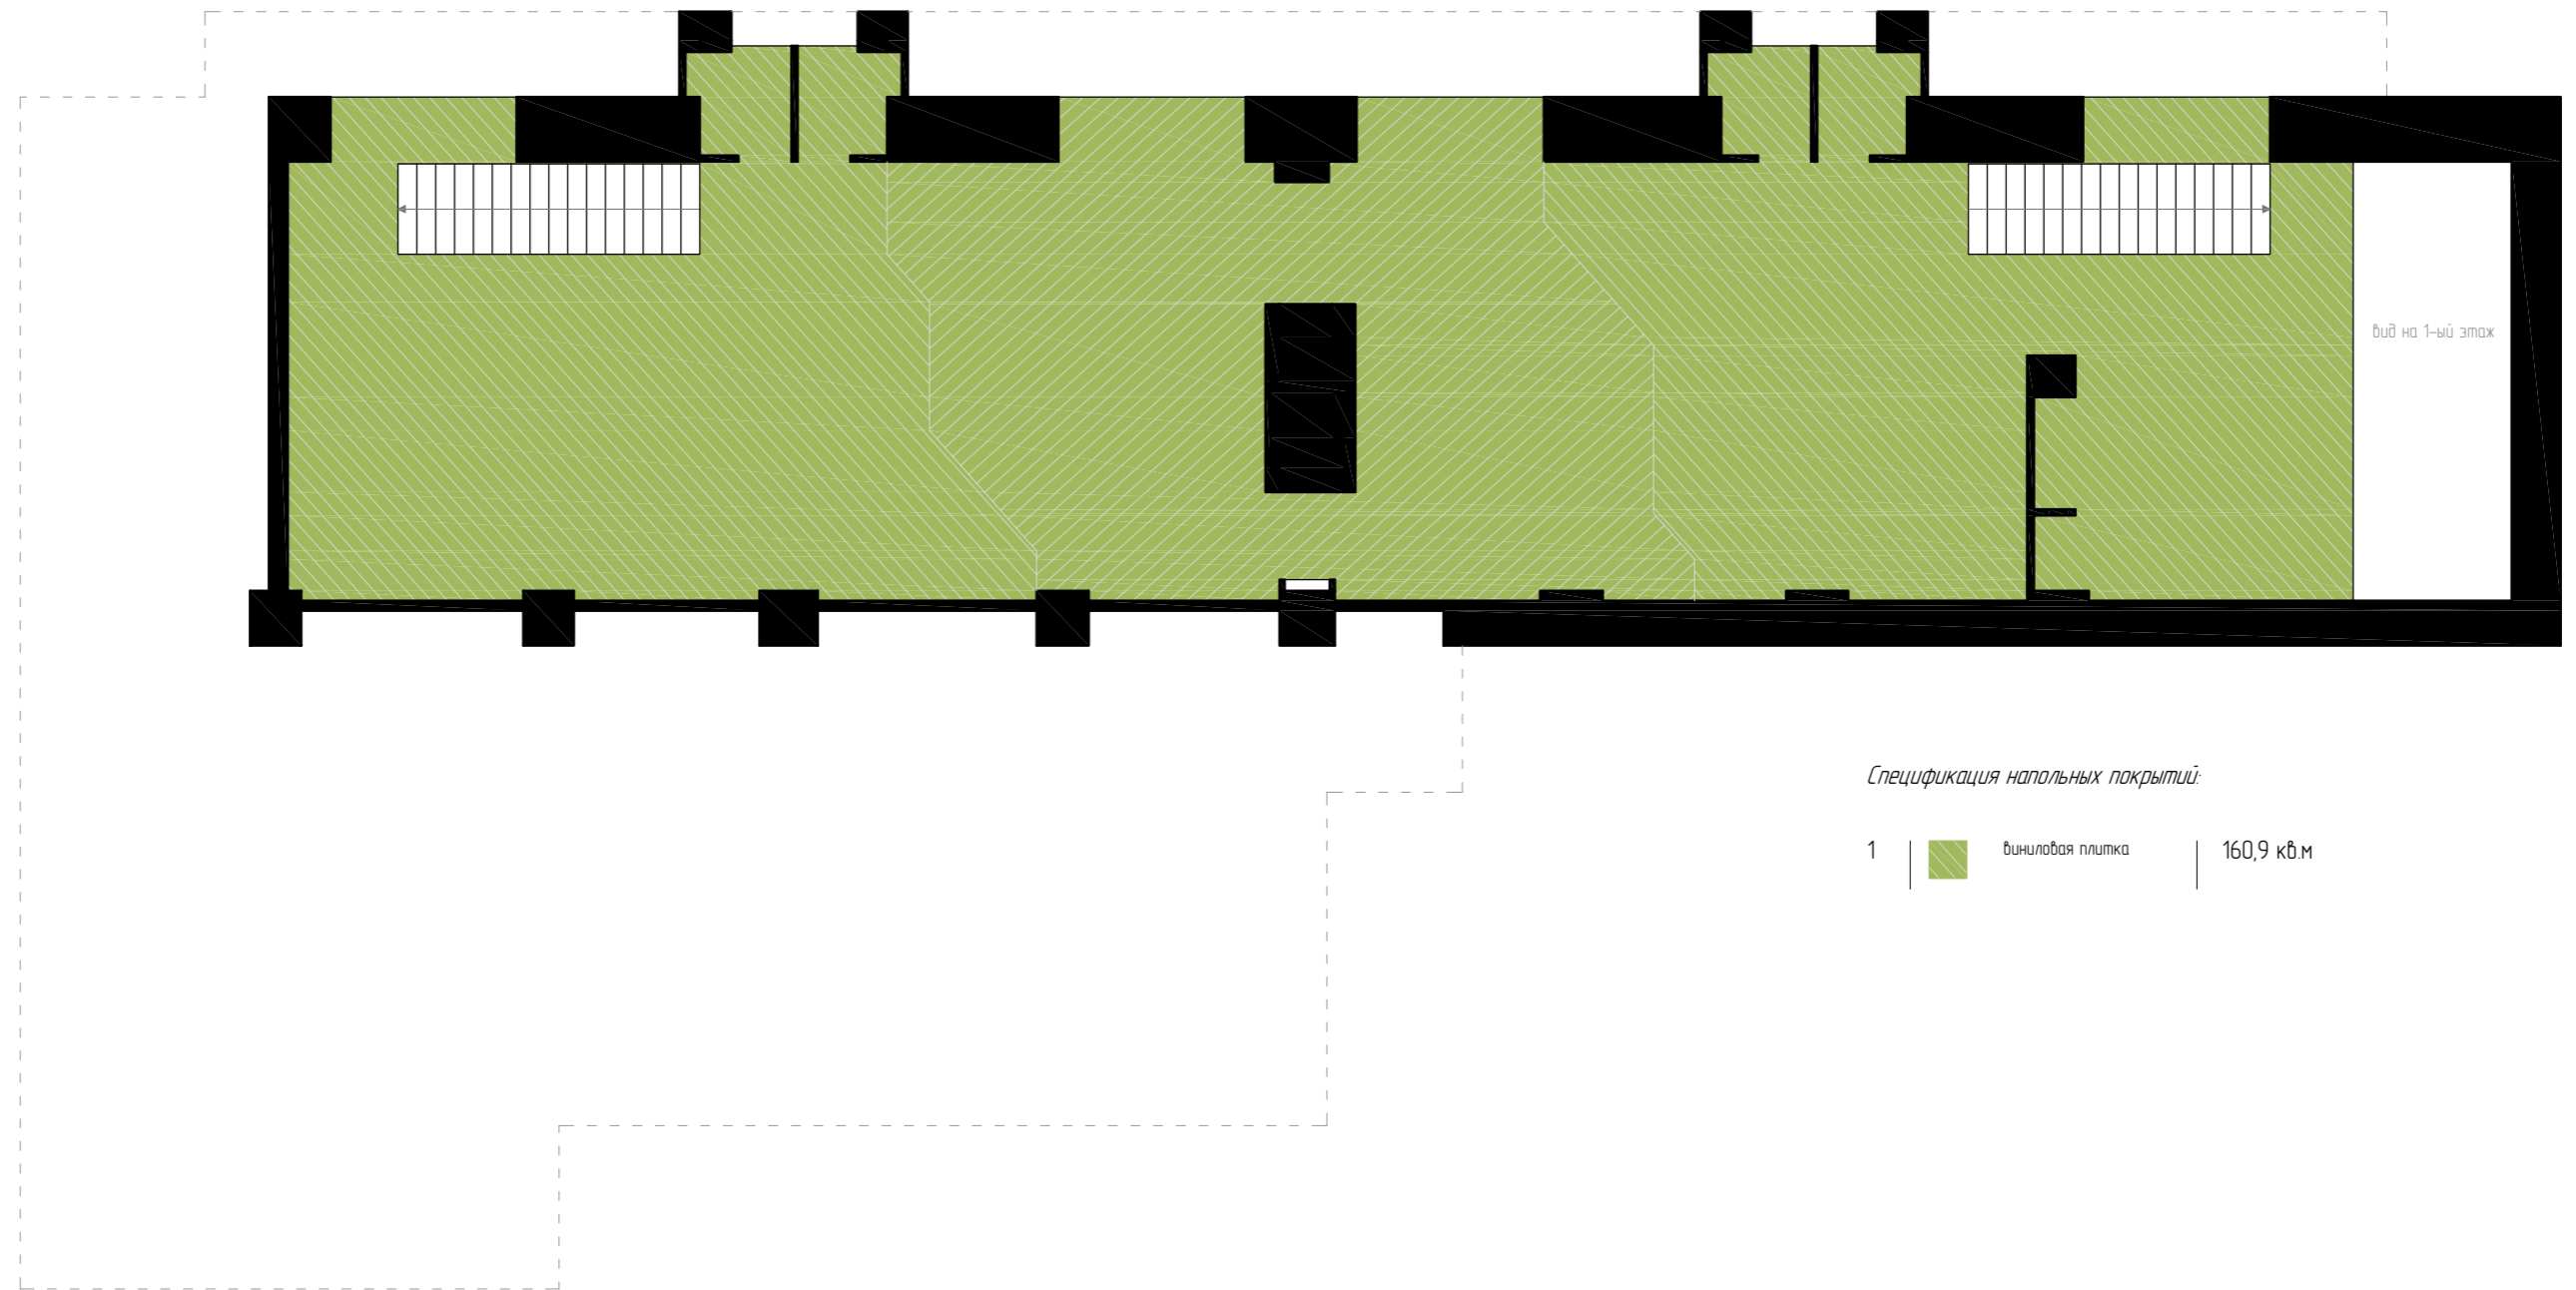 вид на 1-ый этаж
Спецификация напольных покрытий:
1 виниловая плитка 160,9 кв.м